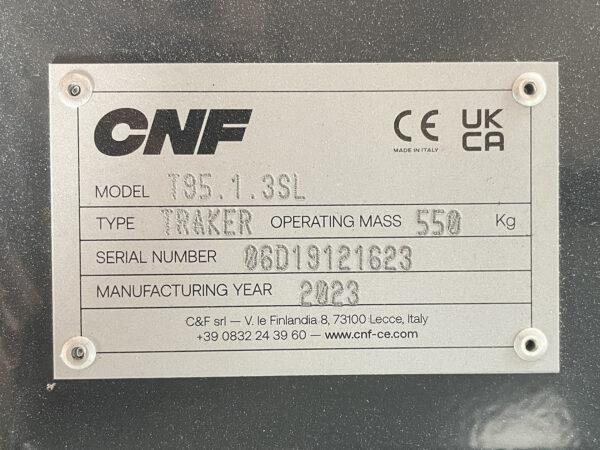 CNF
CE
MADE IN ITALY
UK
CA
MODEL T95.1.3SL
TYPE TRAKER OPERATING MASS 550 Kg
SERIAL NUMBER 06D19121623
MANUFACTURING YEAR 2023
C&F srl — V. le Finlandia 8, 73100 Lecce, Italy
+39 0832 24 39 60 — www.cnf-ce.com